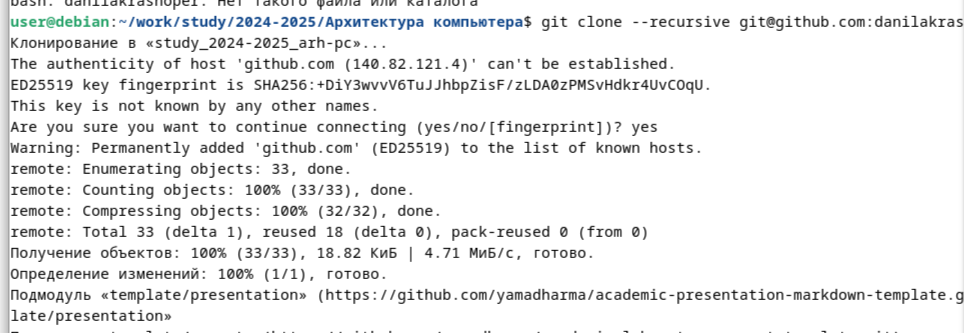 bash: danilakrasnoper: Нет такого файла или каталога
user@debian:~/work/study/2024-2025/Архитектура компьютера$ git clone --recursive git@github.com:danilakras
Клонирование в «study_2024-2025_arh-pc»...
The authenticity of host 'github.com (140.82.121.4)' can't be established.
ED25519 key fingerprint is SHA256:+DiY3wvvV6TuJJhbpZisF/zLDA0zPMSvHdkr4UvCOqU.
This key is not known by any other names.
Are you sure you want to continue connecting (yes/no/[fingerprint])? yes
Warning: Permanently added 'github.com' (ED25519) to the list of known hosts.
remote: Enumerating objects: 33, done.
remote: Counting objects: 100% (33/33), done.
remote: Compressing objects: 100% (32/32), done.
remote: Total 33 (delta 1), reused 18 (delta 0), pack-reused 0 (from 0)
Получение объектов: 100% (33/33), 18.82 КиБ | 4.71 МиБ/с, готово.
Определение изменений: 100% (1/1), готово.
Подмодуль «template/presentation» (https://github.com/yamadharma/academic-presentation-markdown-template.g
late/presentation»